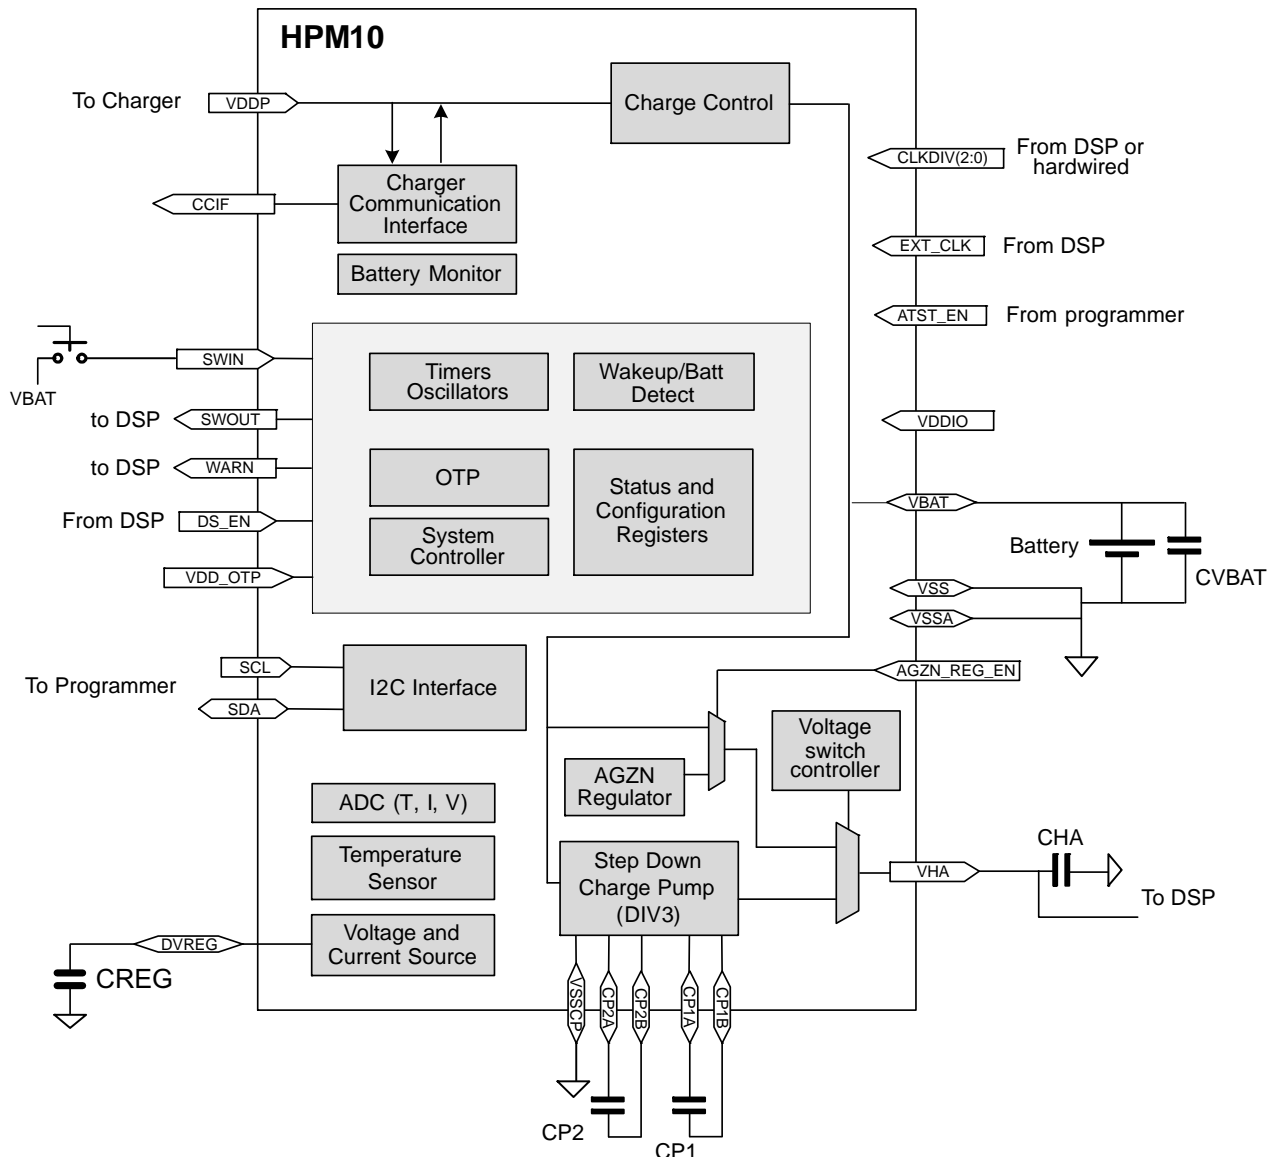 HPM10
To Charger
VDDP
Charge Control
CLKDIV(2:0)
From DSP or
hardwired
CCIF
Charger
Communication
Interface
EXT_CLK
From DSP
Battery Monitor
ATST_EN
From programmer
SWIN
VBAT
Timers
Oscillators
Wakeup/Batt
Detect
to DSP
SWOUT
VDDIO
to DSP
WARN
OTP
Status and
Configuration
Registers
From DSP
DS_EN
System
Controller
VBAT
Battery
CVBAT
VDD_OTP
VSS
VSSA
To Programmer
SCL
SDA
I2C Interface
AGZN_REG_EN
Voltage
switch
controller
AGZN
Regulator
ADC (T, I, V)
Temperature
Sensor
Step Down
Charge Pump
(DIV3)
CHA
VHA
To DSP
Voltage and
Current Source
DVREG
CREG
VSSCP
CP2A
CP2B
CP1A
CP1B
CP2
CP1